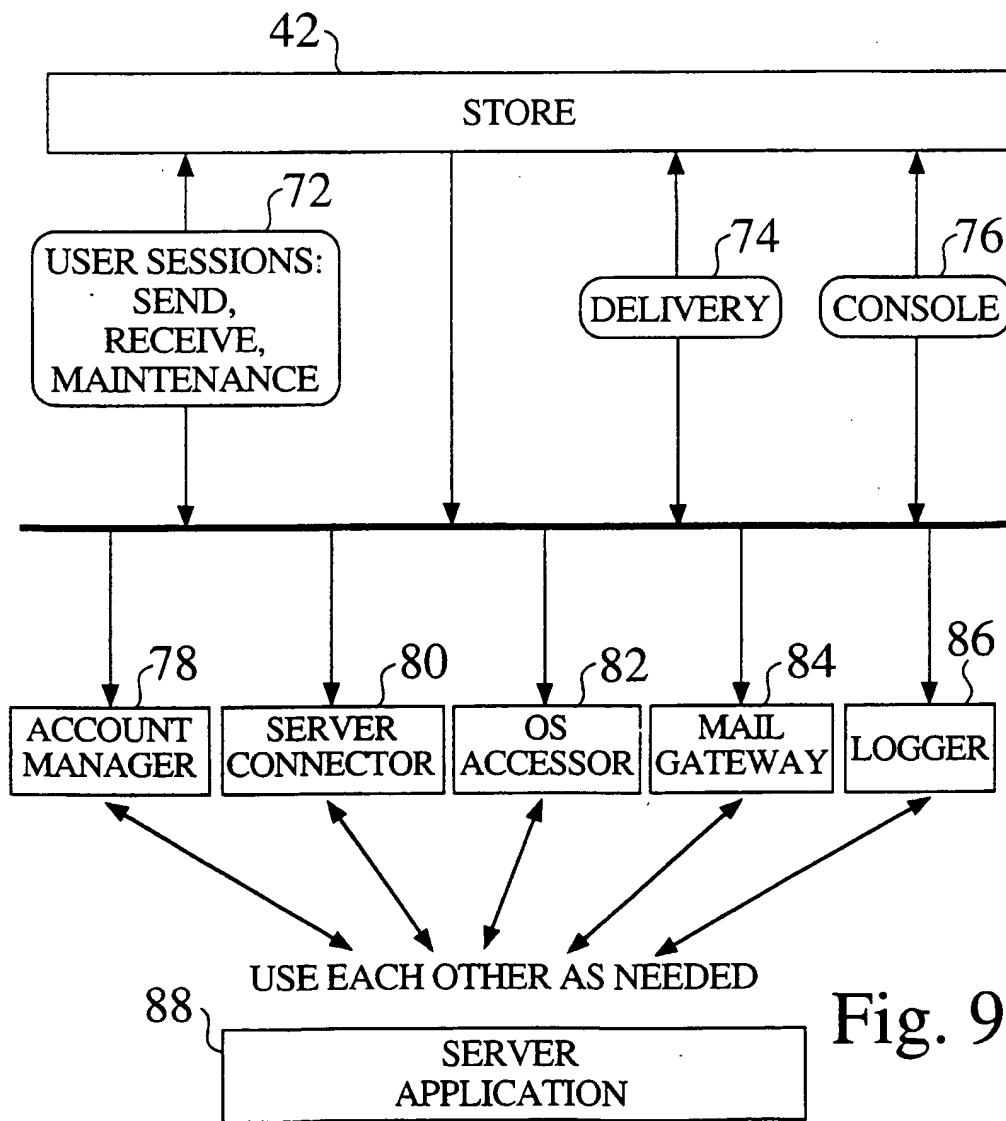 42
STORE
72
USER SESSIONS:
SEND,
RECEIVE,
MAINTENANCE
74
DELIVERY
76
CONSOLE
78
ACCOUNT
MANAGER
80
SERVER
CONNECTOR
82
OS
ACCESSOR
84
MAIL
GATEWAY
86
LOGGER
USE EACH OTHER AS NEEDED
88
SERVER
APPLICATION
Fig. 9